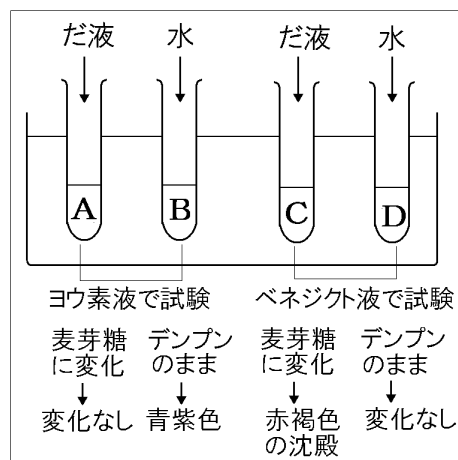 だ液 水 だ液 水
A B C D
ヨウ素液で試験 ベネジクト液で試験
麦芽糖に変化 デンプンのまま 麦芽糖に変化 デンプンのまま
変化なし 青紫色 赤褐色の沈殿 変化なし